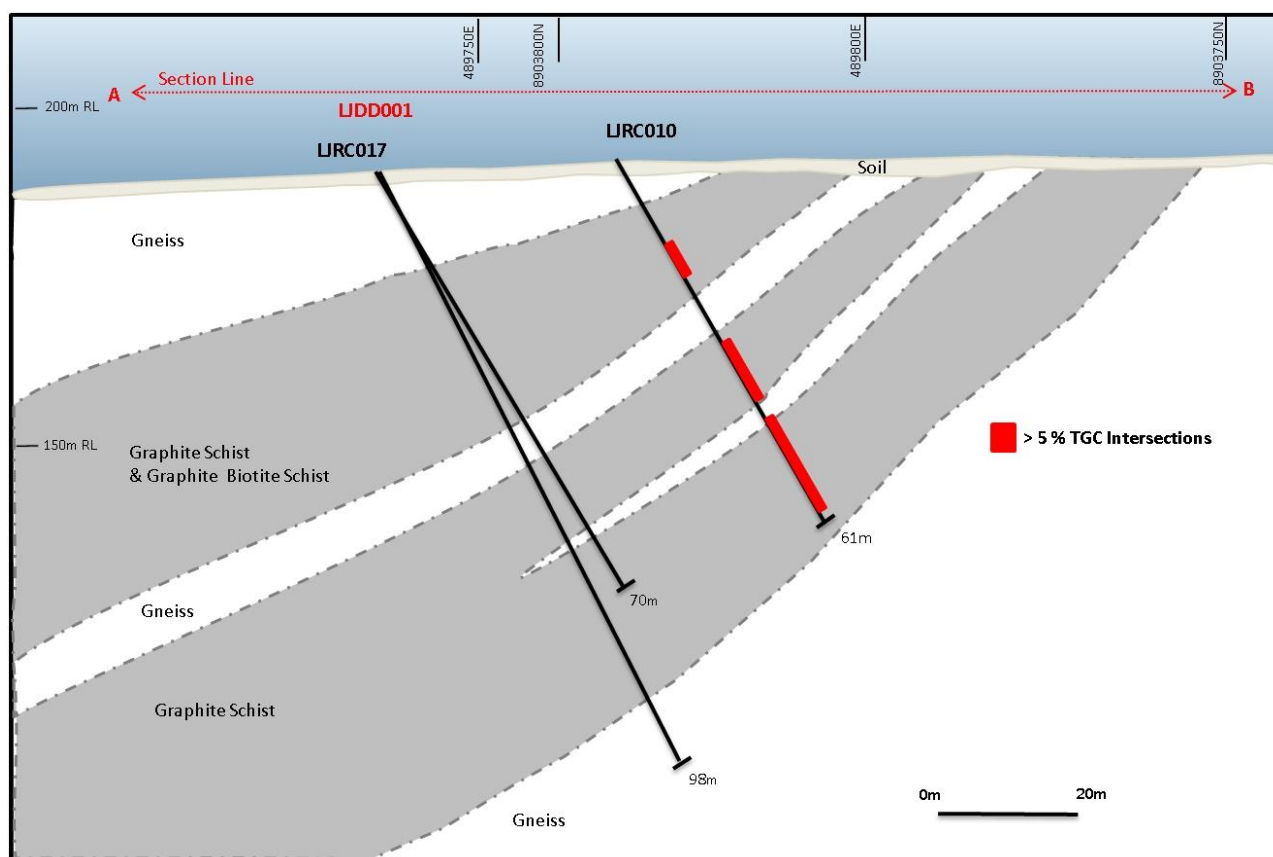 489750E
8903800N
489800E
8903750N
Section Line
A
B
200m RL
LJDD001
LJRC017
LJRC010
Soil
Gneiss
150m RL
Graphite Schist
& Graphite Biotite Schist
> 5 % TGC Intersections
61m
70m
Gneiss
Graphite Schist
98m
Gneiss
0m
20m